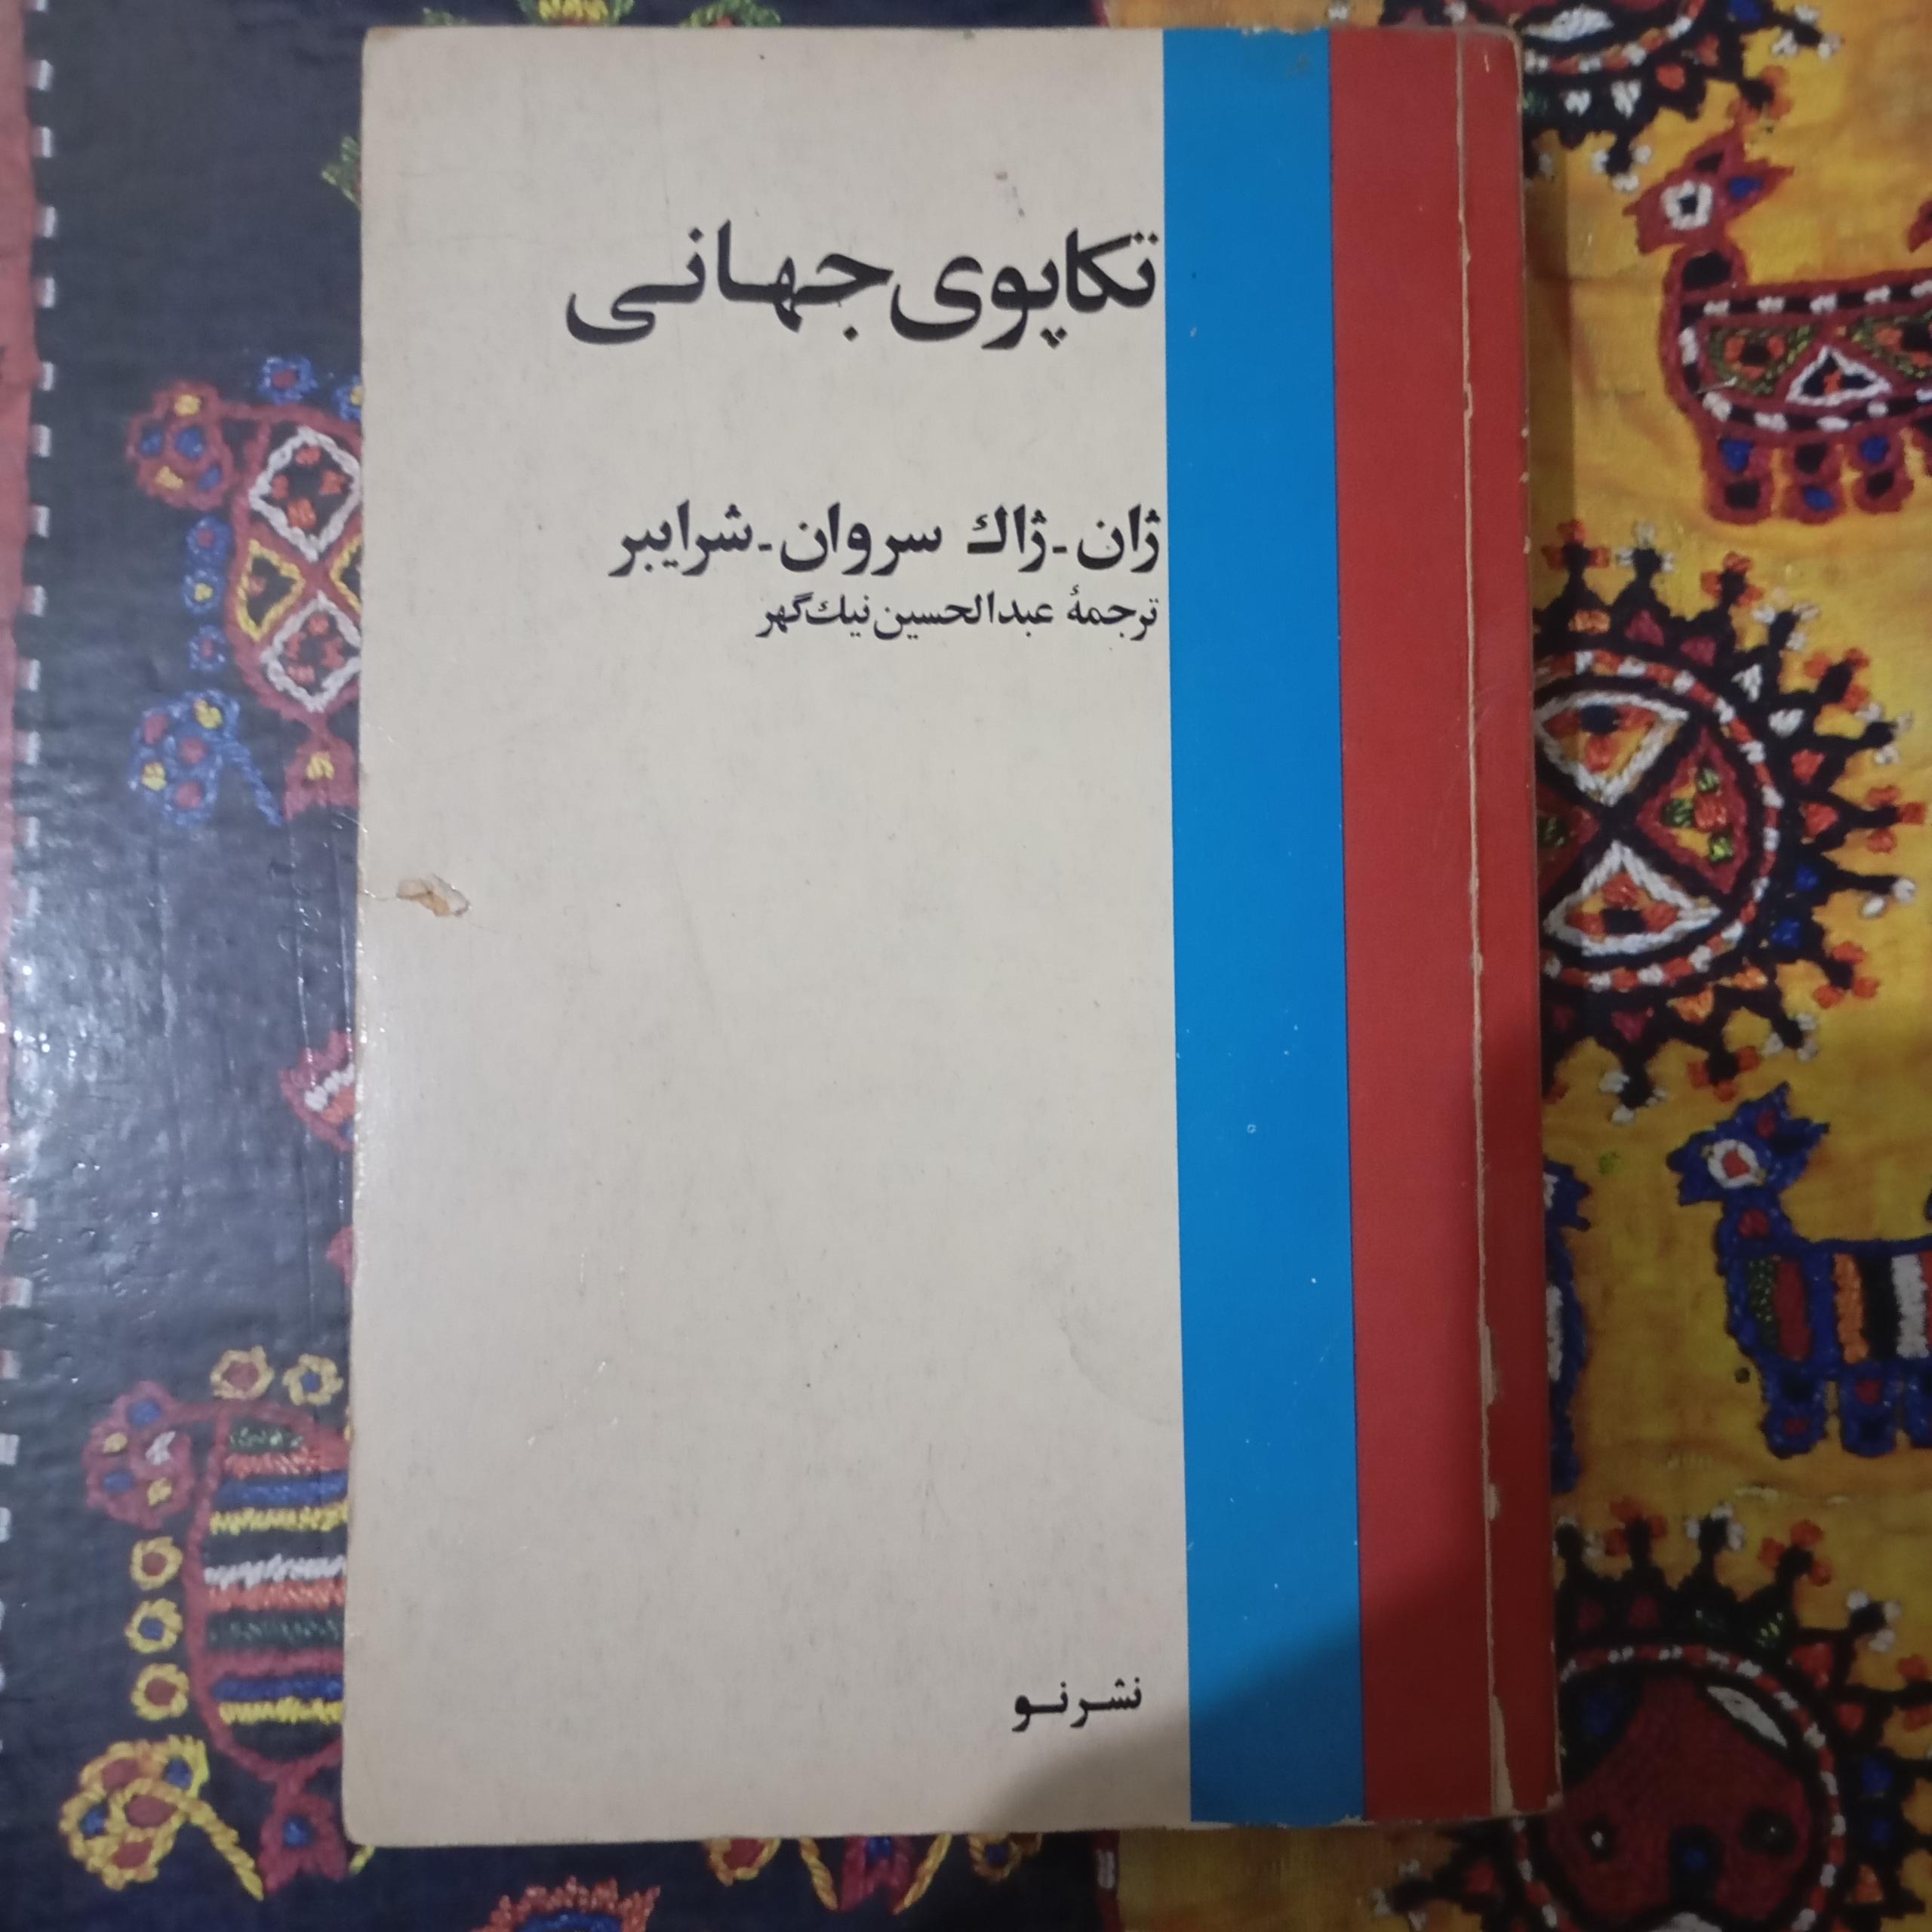 تکاپوی جهانی
ژان-ژاك سروان-شرایبر
ترجمهٔ عبدالحسین نیك‌گهر
نشر نو